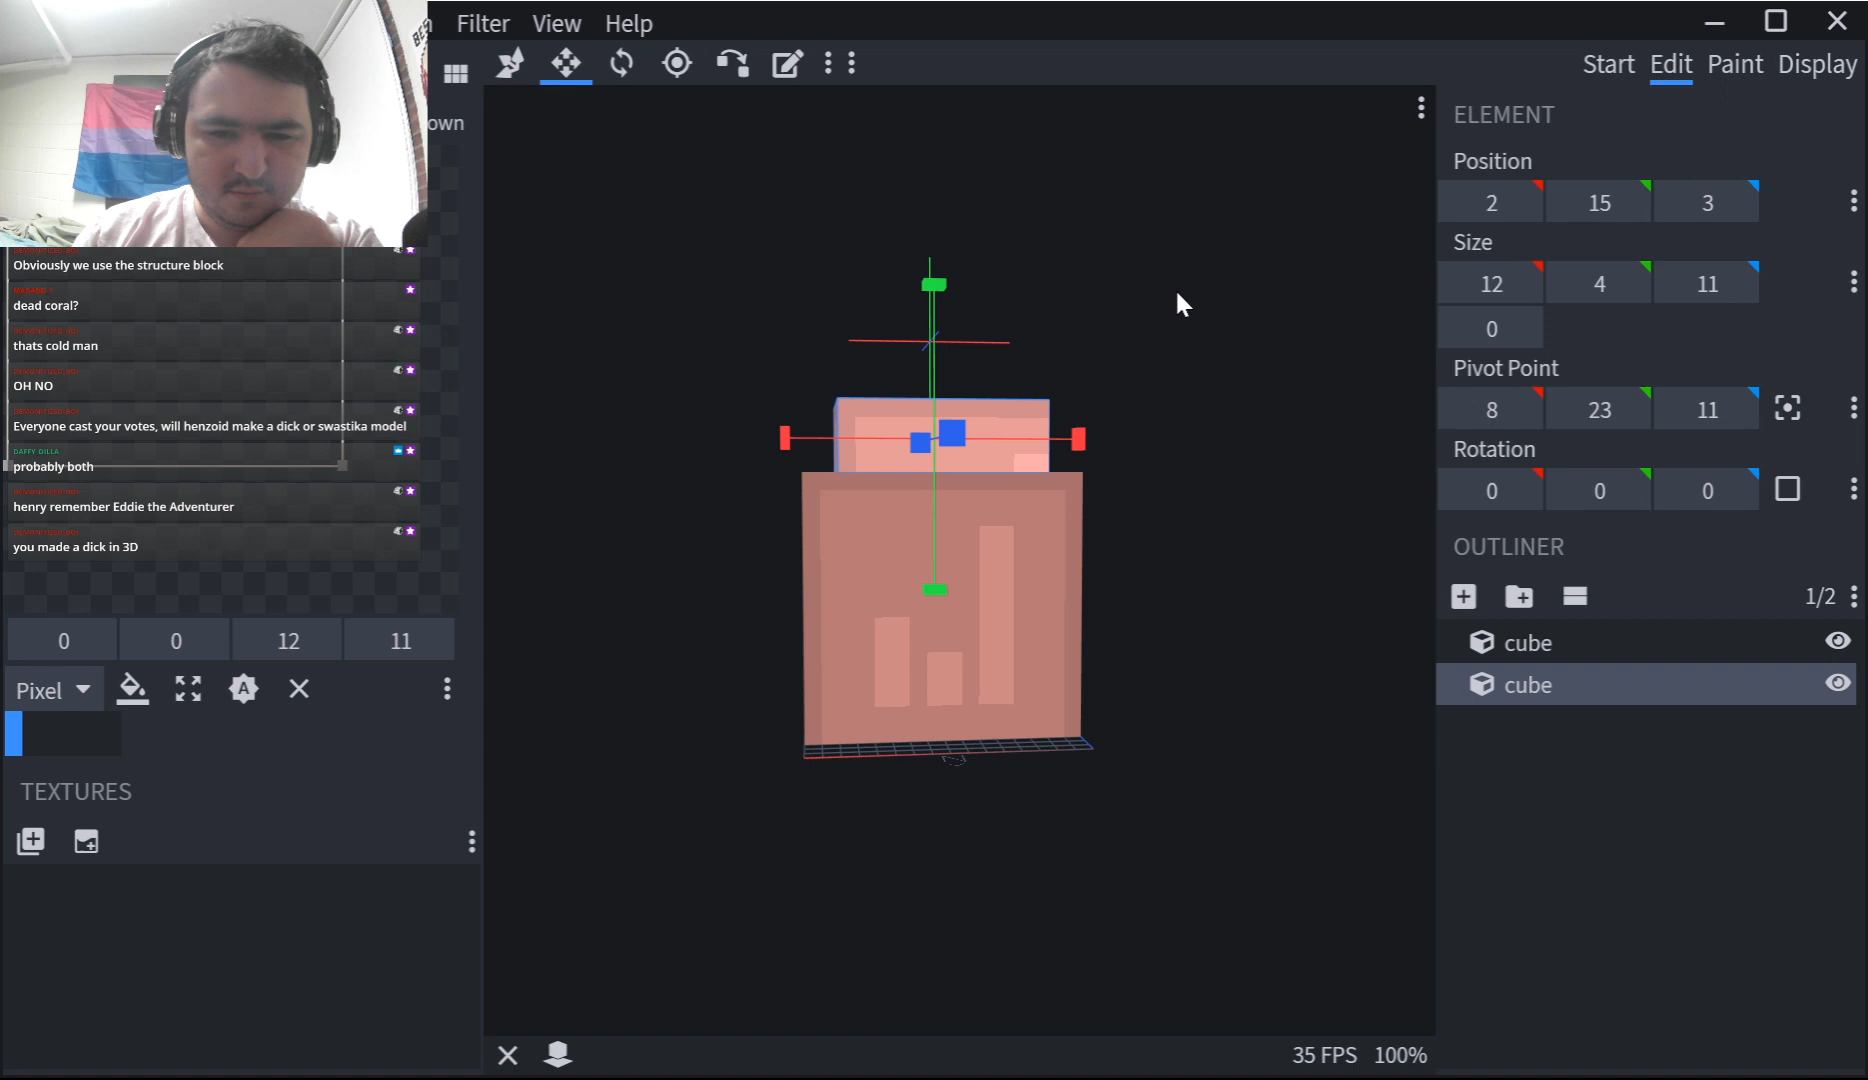 Filter View Help
Start Edit Paint Display
own
ELEMENT
Position
2 15 3
Size
12 4 11
0
Pivot Point
8 23 11
Rotation
0 0 0
OUTLINER
1/2
cube
cube
Obviously we use the structure block
dead coral?
thats cold man
OH NO
Everyone cast your votes, will henzoid make a dick or swastika model
DAFFY DILLA
probably both
henry remember Eddie the Adventurer
you made a dick in 3D
0 0 12 11
Pixel
A
TEXTURES
35 FPS 100%